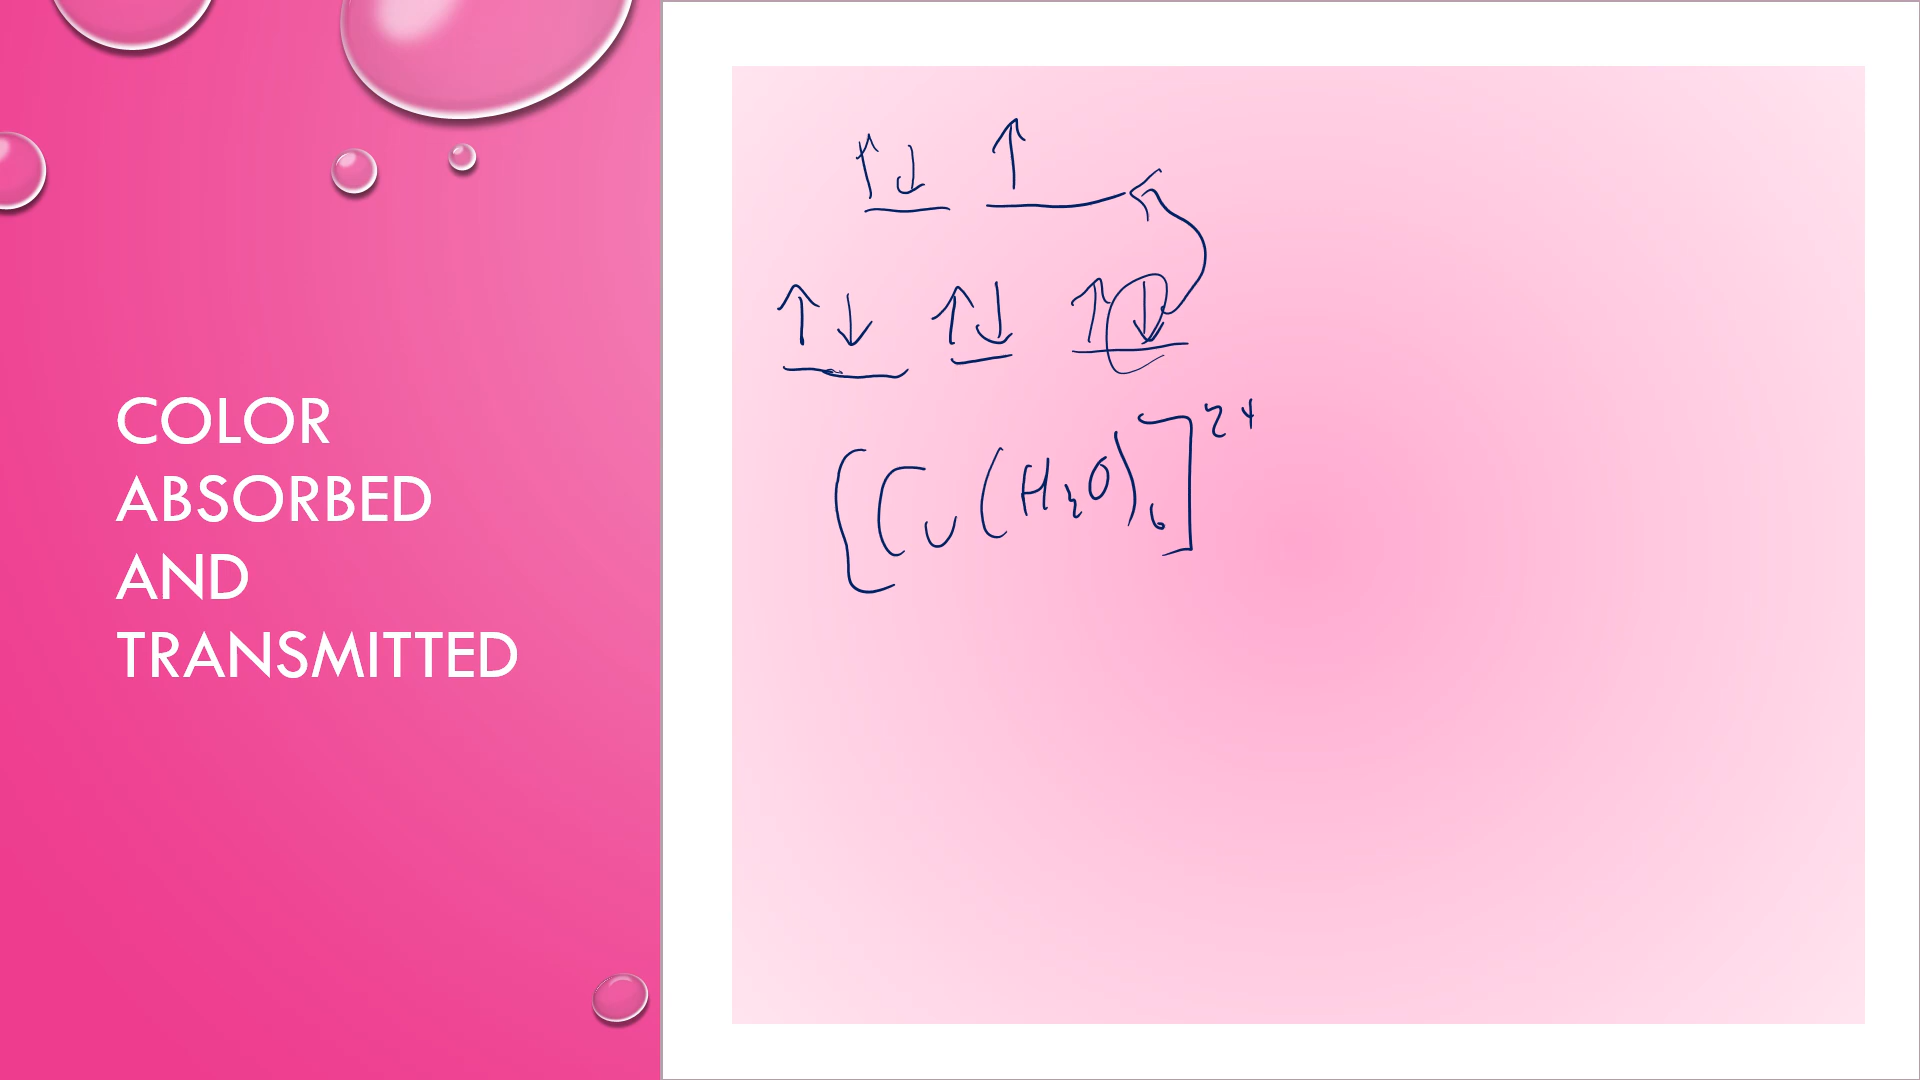 COLOR
ABSORBED
AND
TRANSMITTED
↑↓ ↑
↑↓ ↑↓ ↑↓
[Cu(H₂O)₆]²⁺